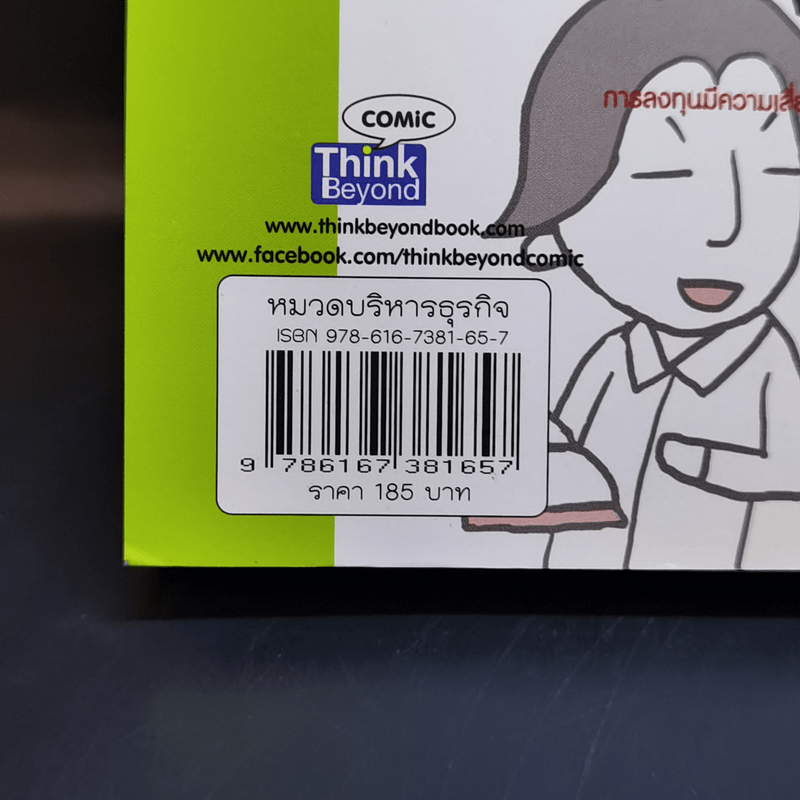 การลงทุนมีความเสี่ย
COMiC
Think
Beyond
www.thinkbeyondbook.com
www.facebook.com/thinkbeyondcomic
หมวดบริหารธุรกิจ
ISBN 978-616-7381-65-7
9 786167 381657
ราคา 185 บาท